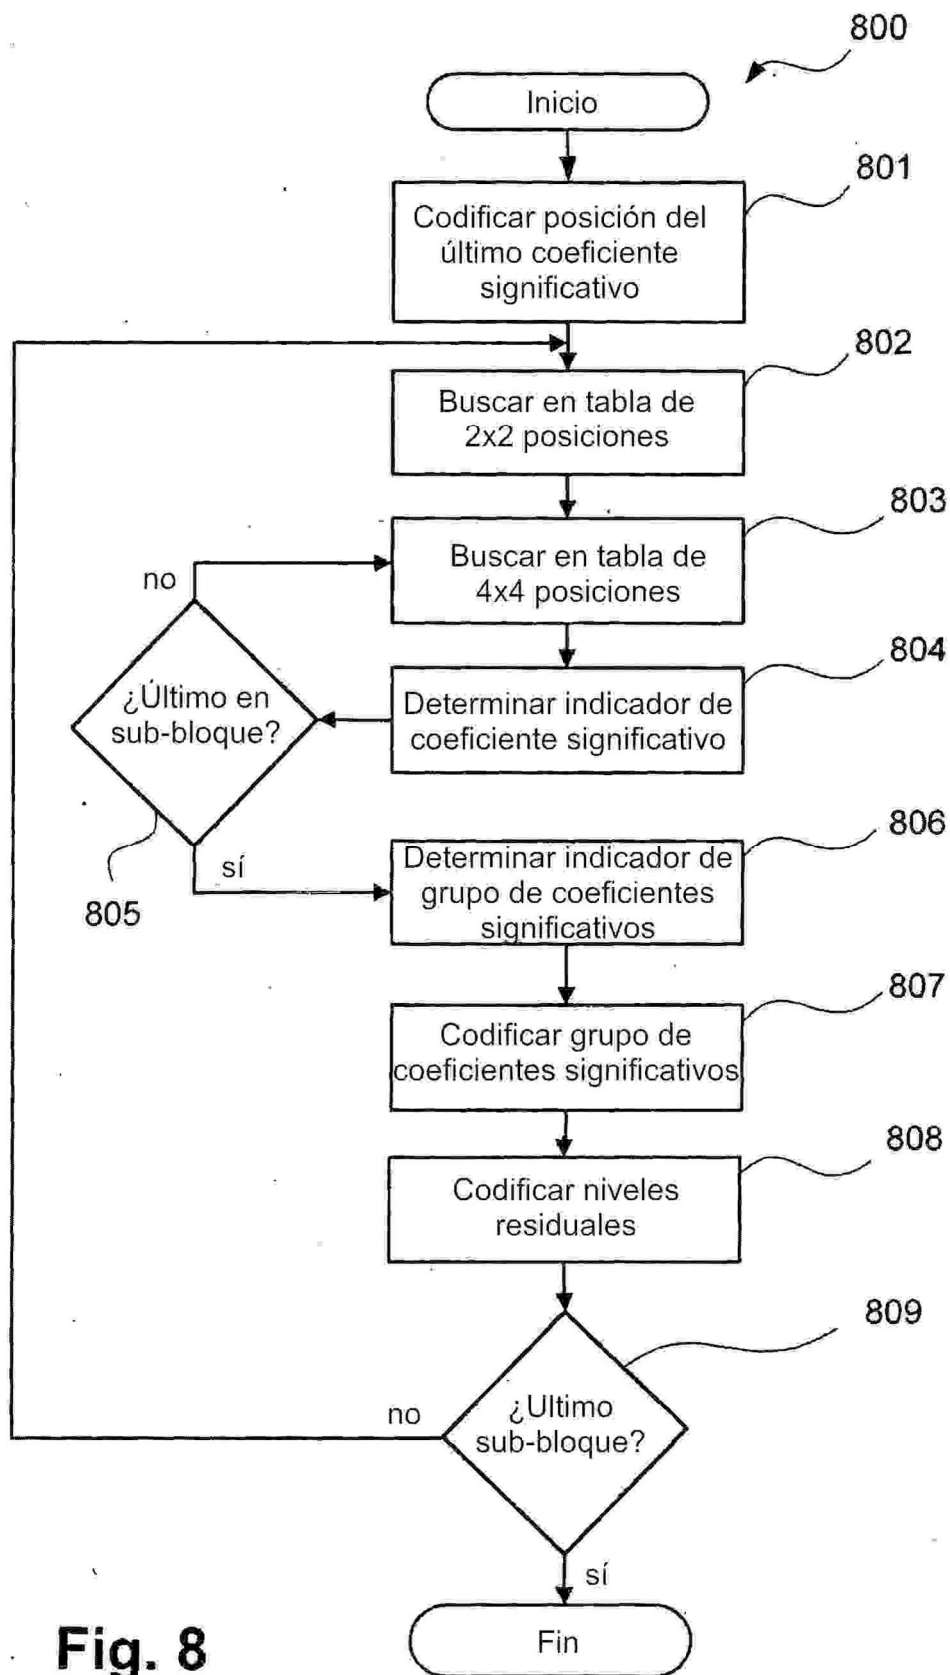 800
Inicio
801
Codificar posición del
último coeficiente
significativo
802
Buscar en tabla de
2x2 posiciones
803
Buscar en tabla de
4x4 posiciones
no
804
Determinar indicador de
coeficiente significativo
¿Último en
sub-bloque?
805
sí
806
Determinar indicador de
grupo de coeficientes
significativos
807
Codificar grupo de
coeficientes significativos
808
Codificar niveles
residuales
809
¿Ultimo
sub-bloque?
no
sí
Fin
Fig. 8